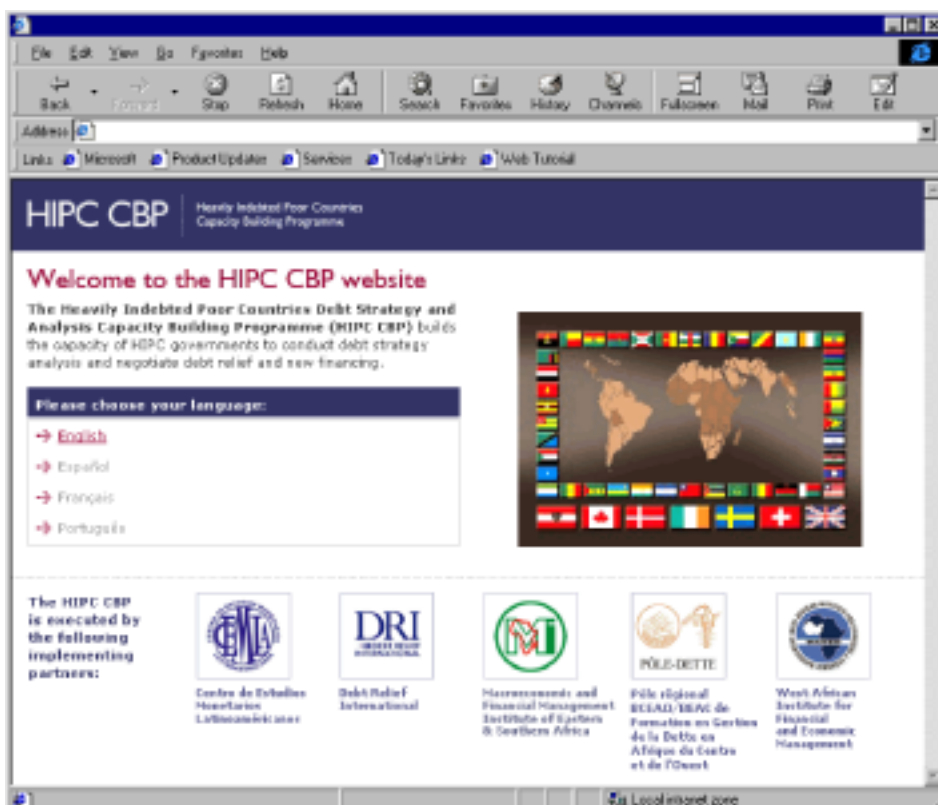 File Edit View Go Favorites Help
Back Forward Stop Refresh Home Search Favorites History Channels Fullscreen Mail Print Edit
Address
Links Microsoft Product Updates Services Today's Links Web Tutorial
HIPC CBP
Heavily Indebted Poor Countries
Capacity Building Programme
Welcome to the HIPC CBP website
The Heavily Indebted Poor Countries Debt Strategy and
Analysis Capacity Building Programme (HIPC CBP) builds
the capacity of HIPC governments to conduct debt strategy
analysis and negotiate debt relief and new financing.
Please choose your language:
English
Español
Français
Português
The HIPC CBP
is executed by
the following
implementing
partners:
CEMLA
Centro de Estudios
Monetarios
Latinoaméricanos
DRI
DEBT RELIEF
INTERNATIONAL
Debt Relief
International
Macroeconomic and
Financial Management
Institute of Eastern
& Southern Africa
PÔLE-DETTE
Pôle régional
BCEAO/BEAC de
Formation en Gestion
de la Dette en
Afrique du Centre
et de l'Ouest
West African
Institute for
Financial
and Economic
Management
Local intranet zone